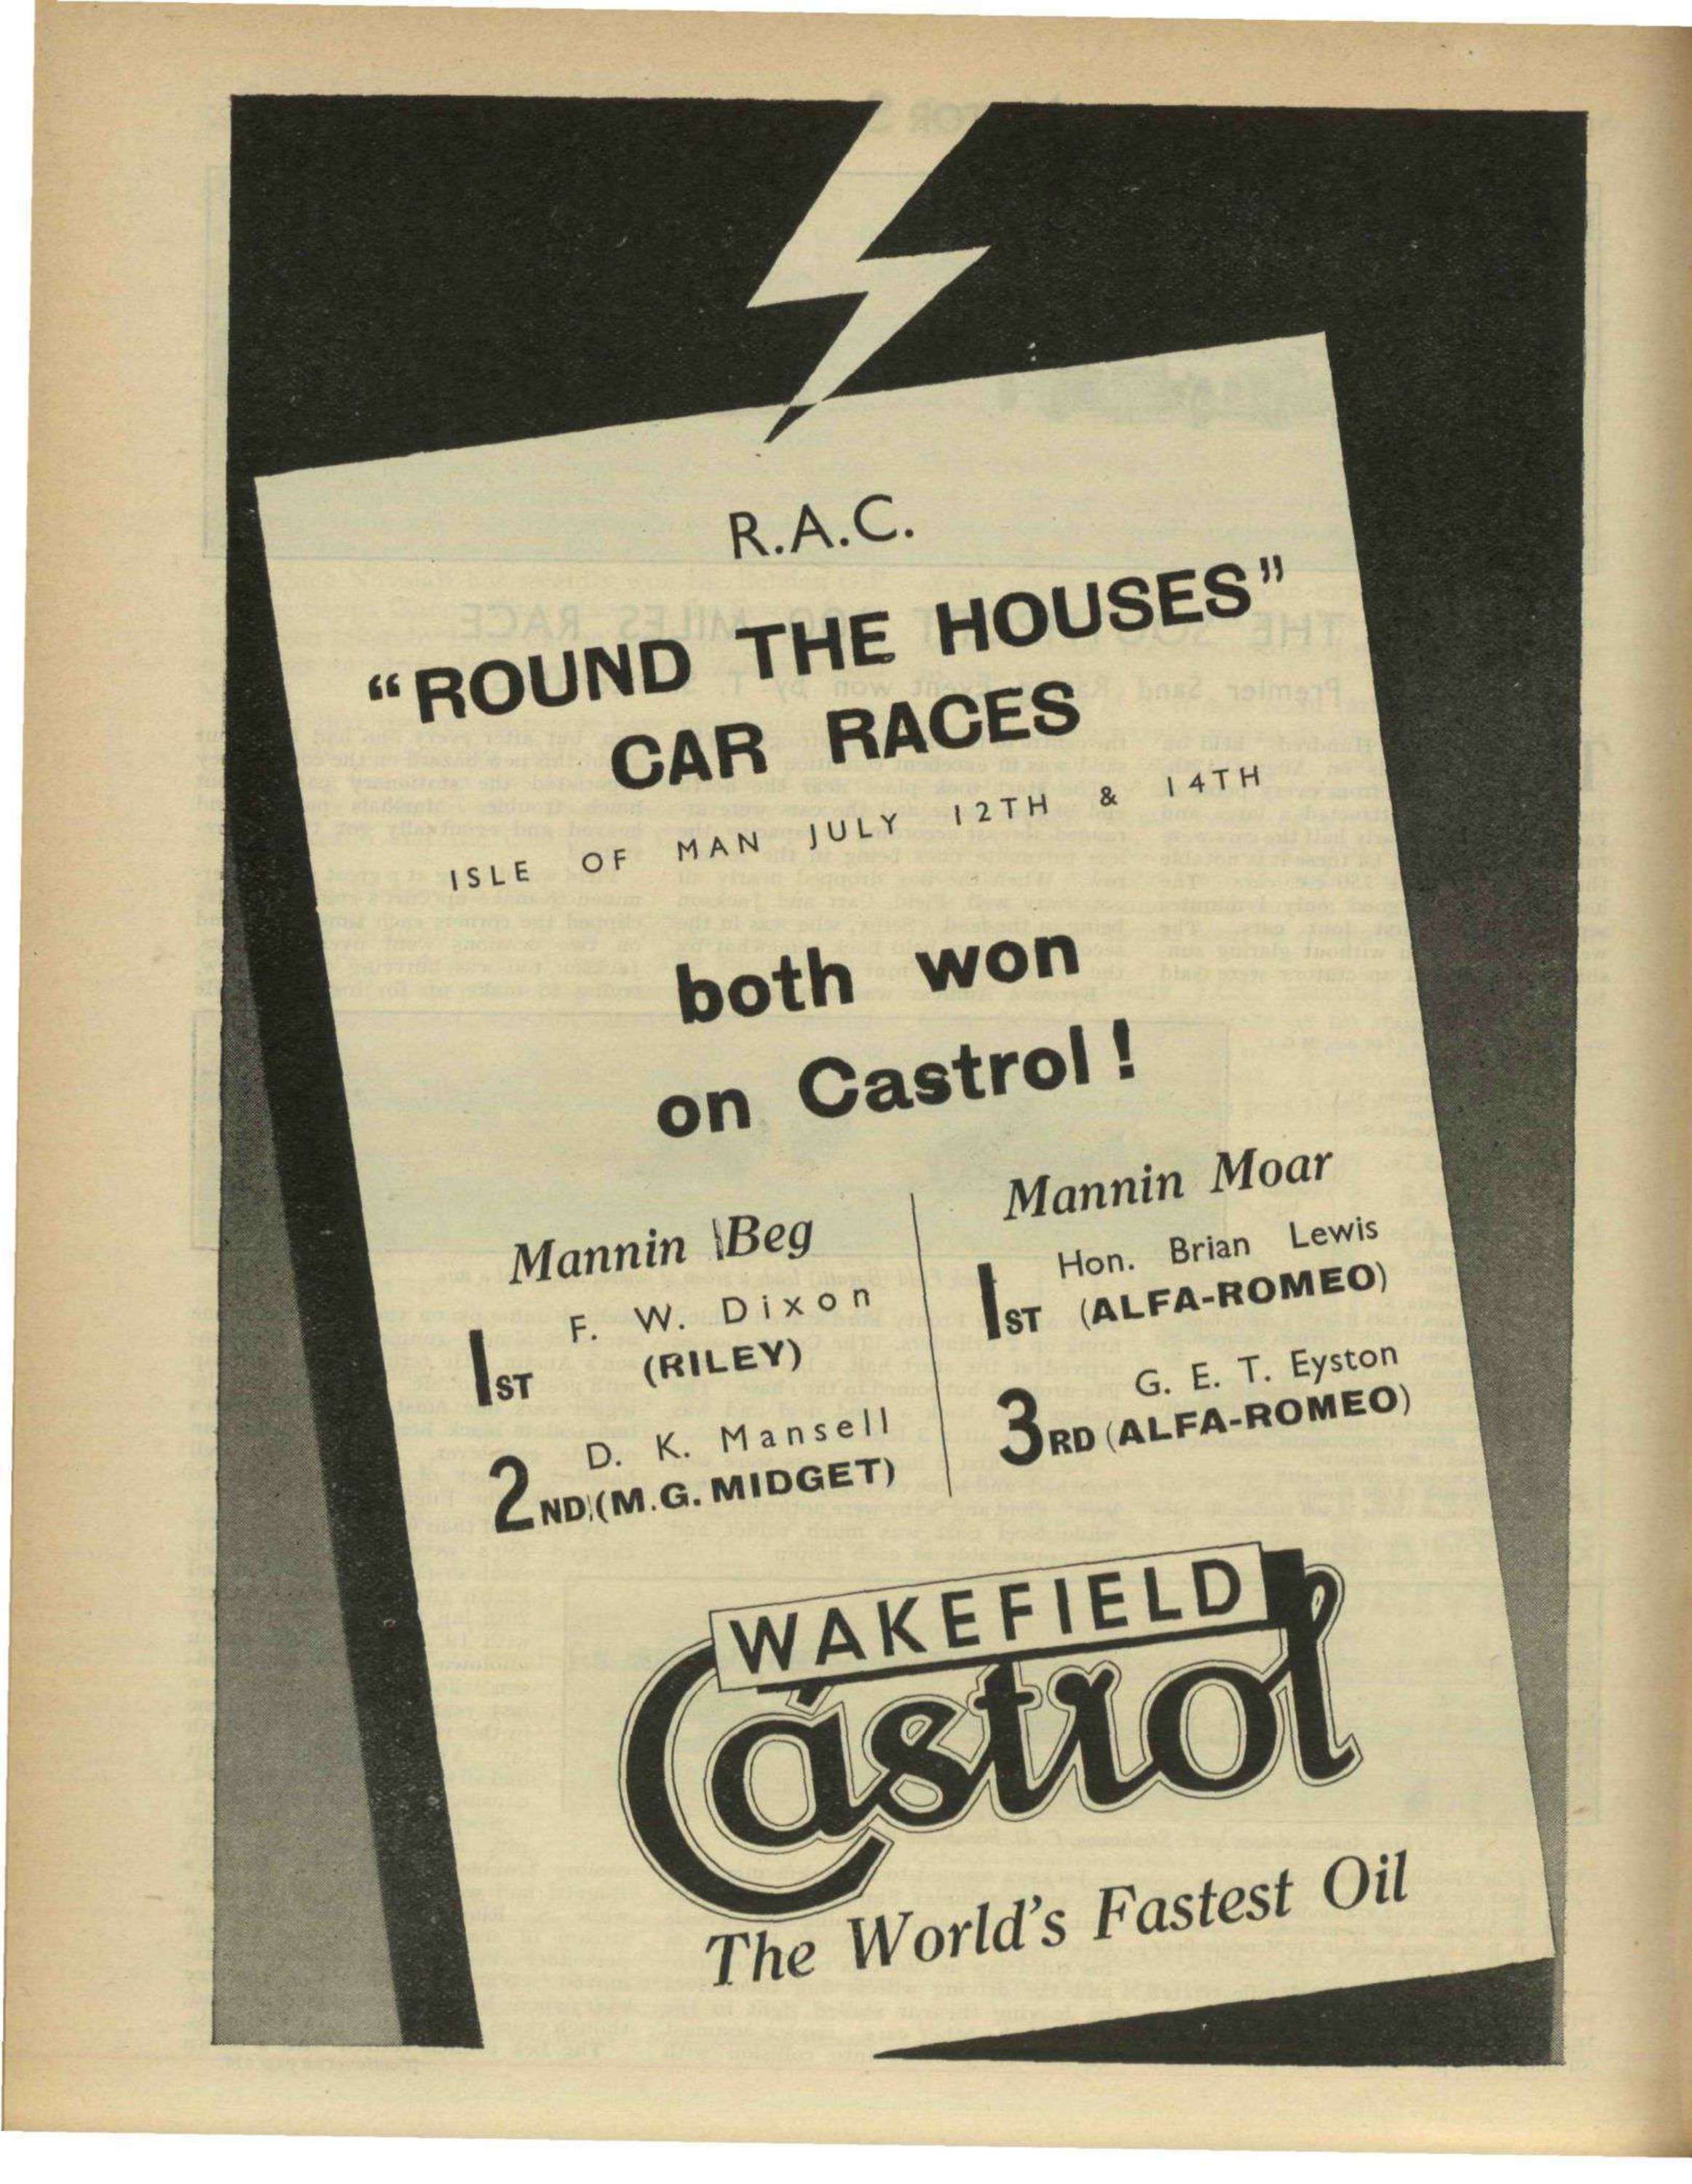 R.A.C.
"ROUND THE HOUSES"
CAR RACES
ISLE OF MAN JULY 12TH & 14TH
both won
on Castrol!
Mannin Beg
1ST F. W. Dixon
(RILEY)
2ND D. K. Mansell
(M.G. MIDGET)
Mannin Moar
1ST Hon. Brian Lewis
(ALFA-ROMEO)
3RD G. E. T. Eyston
(ALFA-ROMEO)
WAKEFIELD
Castrol
The World's Fastest Oil